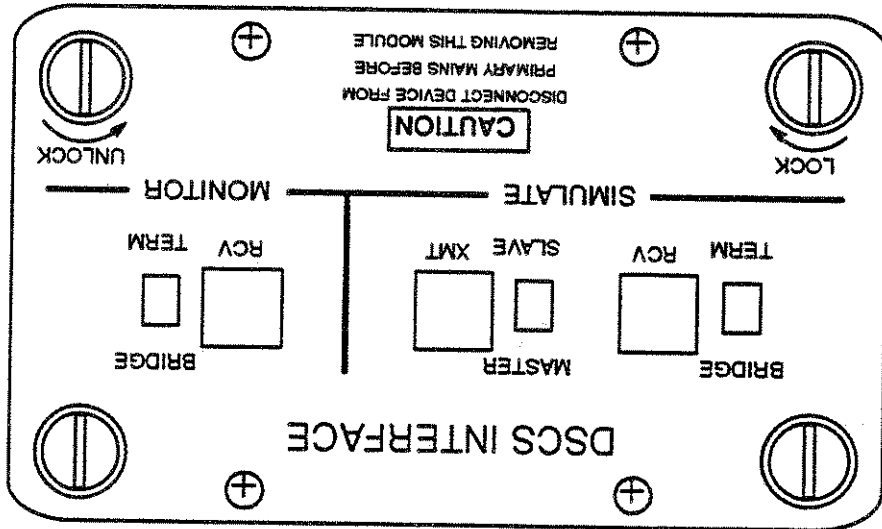 DSCS INTERFACE
BRIDGE MASTER BRIDGE
TERM RCV SLAVE XMT RCV TERM
SIMULATE MONITOR
LOCK UNLOCK
CAUTION
DISCONNECT DEVICE FROM
PRIMARY MAINS BEFORE
REMOVING THIS MODULE